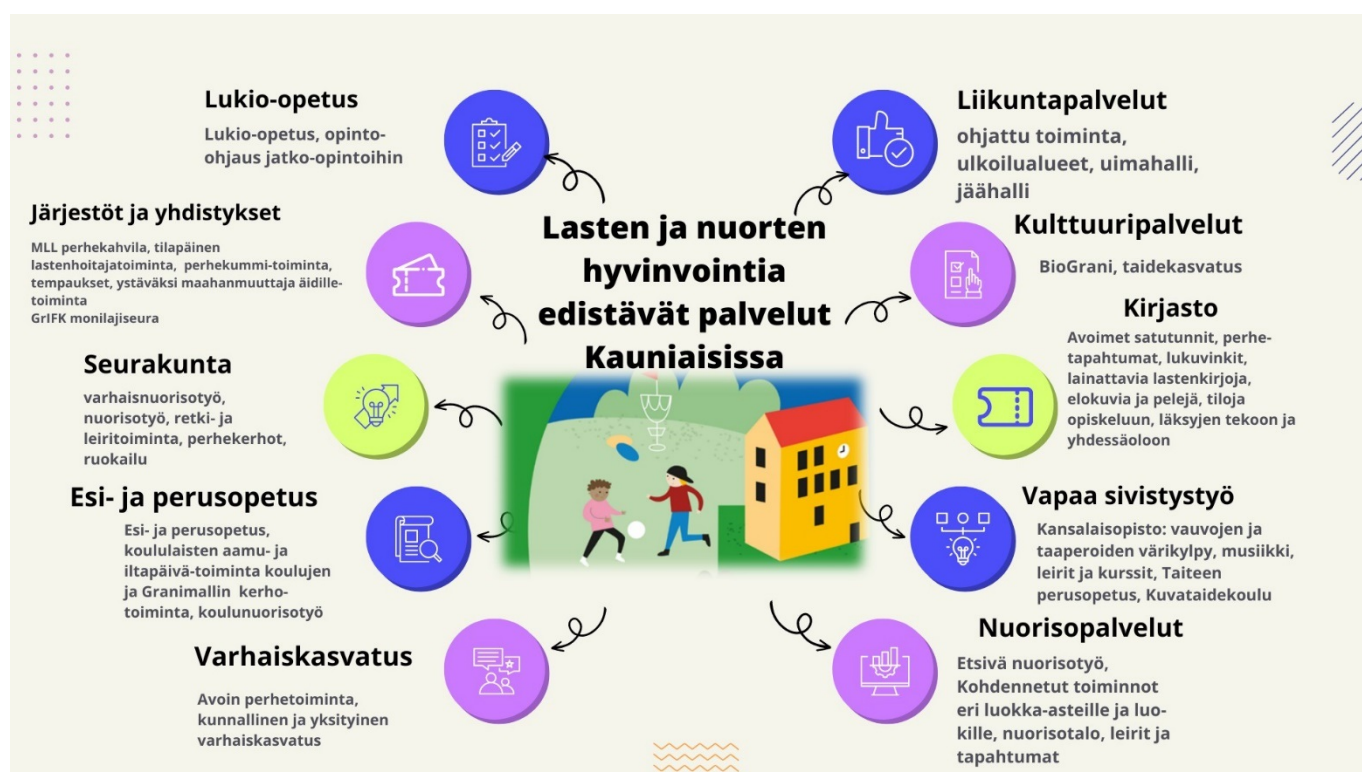 Lasten ja nuorten
hyvinvointia
edistävät palvelut
Kauniaisissa
Lukio-opetus
Lukio-opetus, opinto-
ohjaus jatko-opintoihin
Järjestöt ja yhdistykset
MLL perhekahvila, tilapäinen
lastenhoitajatoiminta, perhekummi-toiminta,
tempaukset, ystäväksi maahanmuuttaja äidille-
toiminta
GrIFK monilajiseura
Seurakunta
varhaisnuorisotyö,
nuorisotyö, retki- ja
leiritoiminta, perhekerhot,
ruokailu
Esi- ja perusopetus
Esi- ja perusopetus,
koululaisten aamu- ja
iltapäivä-toiminta koulujen
ja Granimallin kerho-
toiminta, koulunuorisotyö
Varhaiskasvatus
Avoin perhetoiminta,
kunnallinen ja yksityinen
varhaiskasvatus
Liikuntapalvelut
ohjattu toiminta,
ulkoilualueet, uimahalli,
jäähalli
Kulttuuripalvelut
BioGrani, taidekasvatus
Kirjasto
Avoimet satutunnit, perhe-
tapahtumat, lukuvinkit,
lainattavia lastenkirjoja,
elokuvia ja pelejä, tiloja
opiskeluun, läksyjen tekoon ja
yhdessäoloon
Vapaa sivistystyö
Kansalaisopisto: vauvojen ja
taaperoiden värikylpy, musiikki,
leirit ja kurssit, Taiteen
perusopetus, Kuvataidekoulu
Nuorisopalvelut
Etsivä nuorisotyö,
Kohdennetut toiminnot
eri luokka-asteille ja luo-
kille, nuorisotalo, leirit ja
tapahtumat